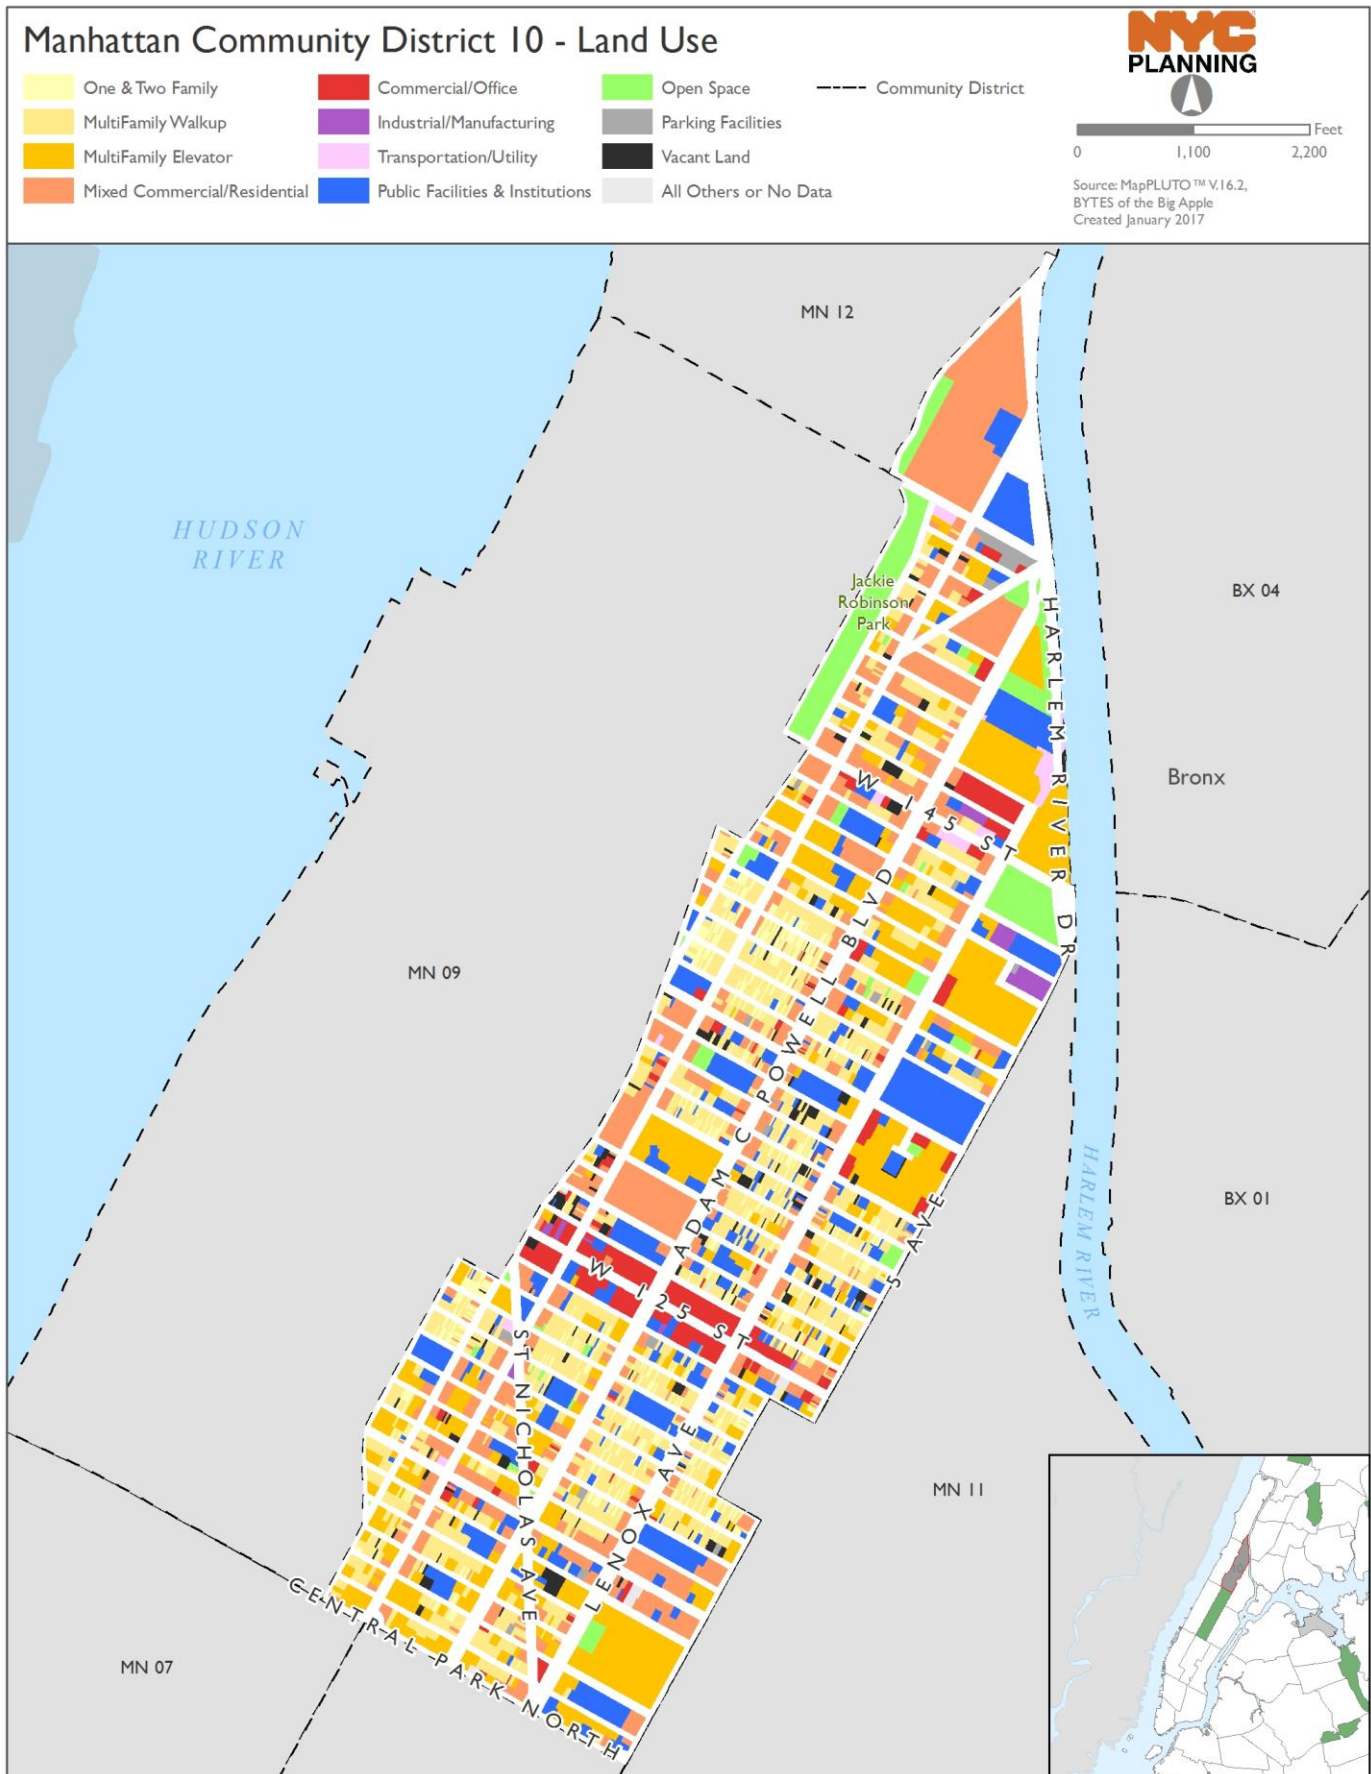 Manhattan Community District 10 - Land Use
NYC
PLANNING
One & Two Family
MultiFamily Walkup
MultiFamily Elevator
Mixed Commercial/Residential
Commercial/Office
Industrial/Manufacturing
Transportation/Utility
Public Facilities & Institutions
Open Space
Parking Facilities
Vacant Land
All Others or No Data
Community District
Feet
0 1,100 2,200
Source: MapPLUTO™ V.16.2,
BYTES of the Big Apple
Created January 2017
MN 12
HUDSON
RIVER
Jackie
Robinson
Park
BX 04
HARLEM RIVER DR
Bronx
W 145 ST
MN 09
ADAM C POWELL BLVD
5 AVE
HARLEM RIVER
BX 01
W 125 ST
ST NICHOLAS AVE
LENOX AVE
MN 11
CENTRAL PARK NORTH
MN 07